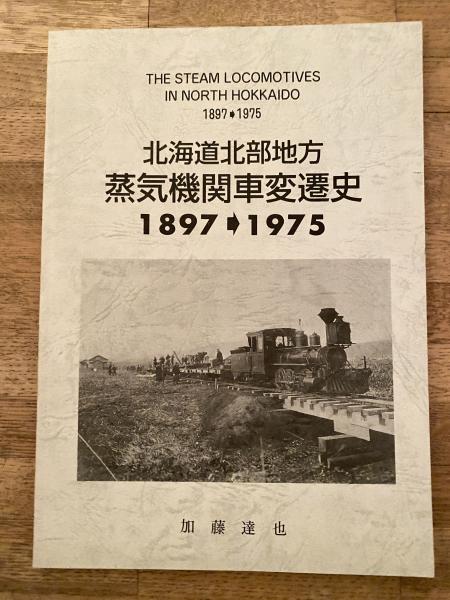 THE STEAM LOCOMOTIVES
IN NORTH HOKKAIDO
1897➧1975
北海道北部地方
蒸気機関車変遷史
1897➧1975
加藤達也